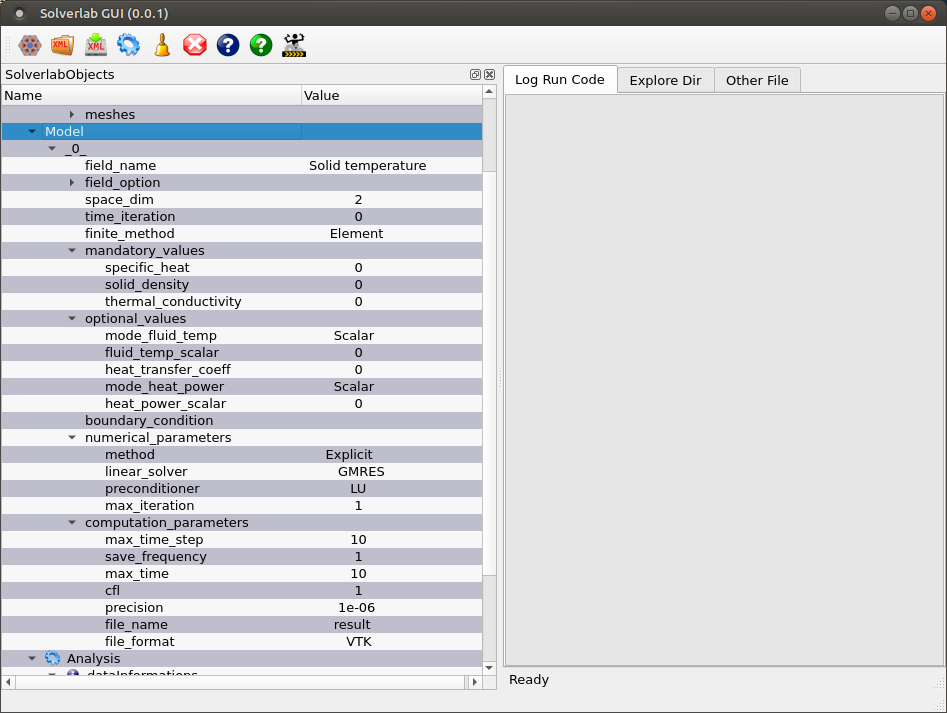 Solverlab GUI (0.0.1)
XML
XML
SolverlabObjects
Name Value
meshes
Model
_0_
field_name Solid temperature
field_option
space_dim 2
time_iteration 0
finite_method Element
mandatory_values
specific_heat 0
solid_density 0
thermal_conductivity 0
optional_values
mode_fluid_temp Scalar
fluid_temp_scalar 0
heat_transfer_coeff 0
mode_heat_power Scalar
heat_power_scalar 0
boundary_condition
numerical_parameters
method Explicit
linear_solver GMRES
preconditioner LU
max_iteration 1
computation_parameters
max_time_step 10
save_frequency 1
max_time 10
cfl 1
precision 1e-06
file_name result
file_format VTK
Analysis
dataInformations
Log Run Code Explore Dir Other File
Ready